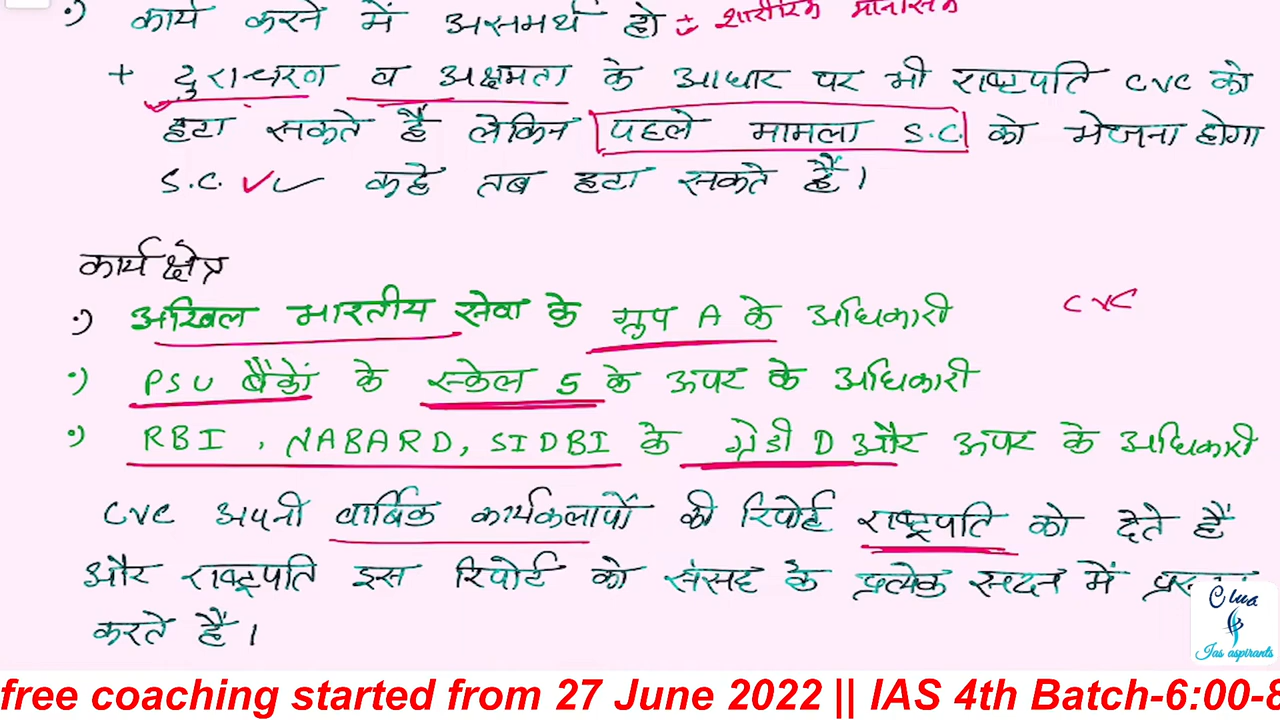 •) कार्य करने में असमर्थ हो ÷ शारीरिक मानसिक
+ दुराचरण व अक्षमता के आधार पर भी राष्ट्रपति CVC को
हटा सकते हैं लेकिन पहले मामला S.C. को भेजना होगा
S.C. ✓✓ कहे तब हटा सकते हैं।
कार्यक्षेत्र
•) अखिल भारतीय सेवा के ग्रुप A के अधिकारी CVC
•) PSU बैंकों के स्केल 5 के ऊपर के अधिकारी
•) RBI, NABARD, SIDBI के ग्रेडी D और ऊपर के अधिकारी
CVC अपनी वार्षिक कार्यकलापों की रिपोर्ट राष्ट्रपति को देते हैं
और राष्ट्रपति इस रिपोर्ट को संसद के प्रत्येक सदन में
करते हैं।
Clue
Ias aspirants
free coaching started from 27 June 2022 || IAS 4th Batch-6:00-8